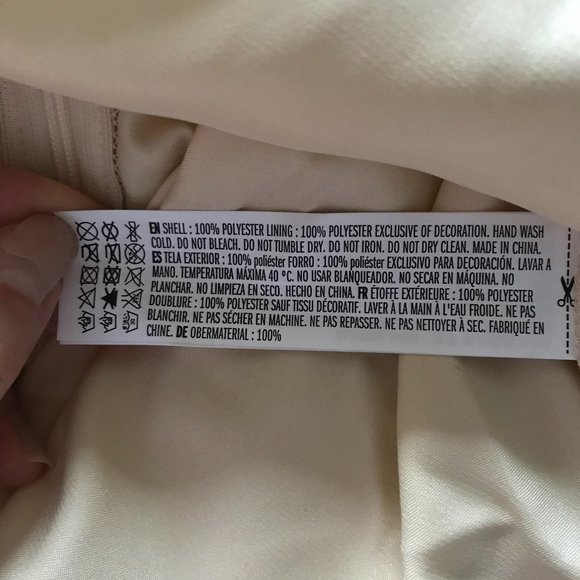 EN SHELL : 100% POLYESTER LINING : 100% POLYESTER EXCLUSIVE OF DECORATION. HAND WASH
COLD. DO NOT BLEACH. DO NOT TUMBLE DRY. DO NOT IRON. DO NOT DRY CLEAN. MADE IN CHINA.
ES TELA EXTERIOR : 100% poliéster FORRO : 100% poliéster EXCLUSIVO PARA DECORACIÓN. LAVAR A
MANO. TEMPERATURA MÁXIMA 40 °C. NO USAR BLANQUEADOR. NO SECAR EN MÁQUINA. NO
PLANCHAR. NO LIMPIEZA EN SECO. HECHO EN CHINA. FR ÉTOFFE EXTÉRIEURE : 100% POLYESTER
DOUBLURE : 100% POLYESTER SAUF TISSU DÉCORATIF. LAVER À LA MAIN À L'EAU FROIDE. NE PAS
BLANCHIR. NE PAS SÉCHER EN MACHINE. NE PAS REPASSER. NE PAS NETTOYER À SEC. FABRIQUÉ EN
CHINE. DE OBERMATERIAL : 100%